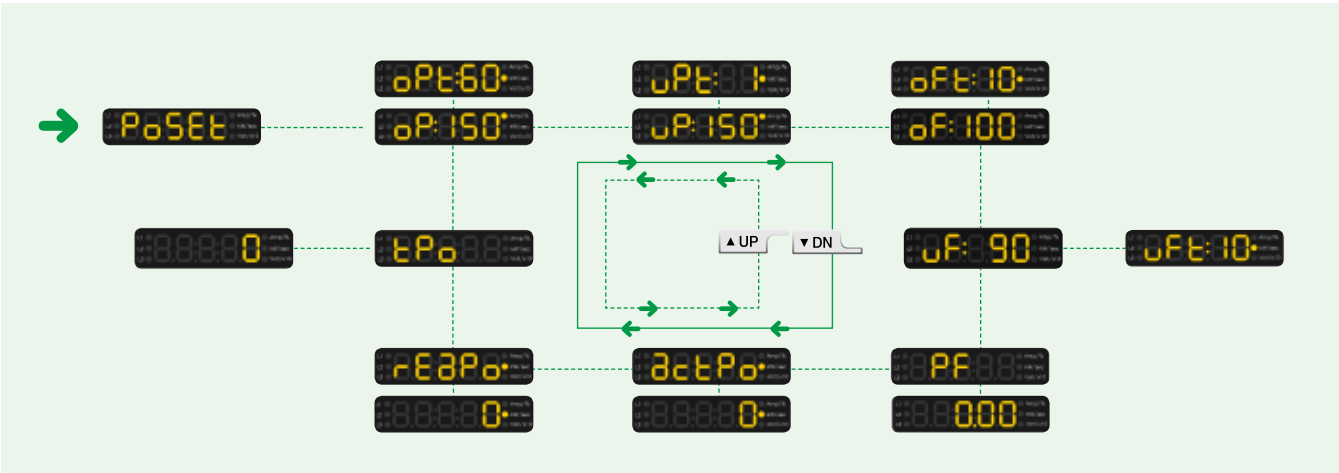 oPt:60
uPt: 1
oFt:10
PoSEt
oP:150
uP:150
oF:100
0
tPo
▲ UP
▼ DN
uF: 90
uFt:10
rEaPo
actPo
PF
0
0
0.00